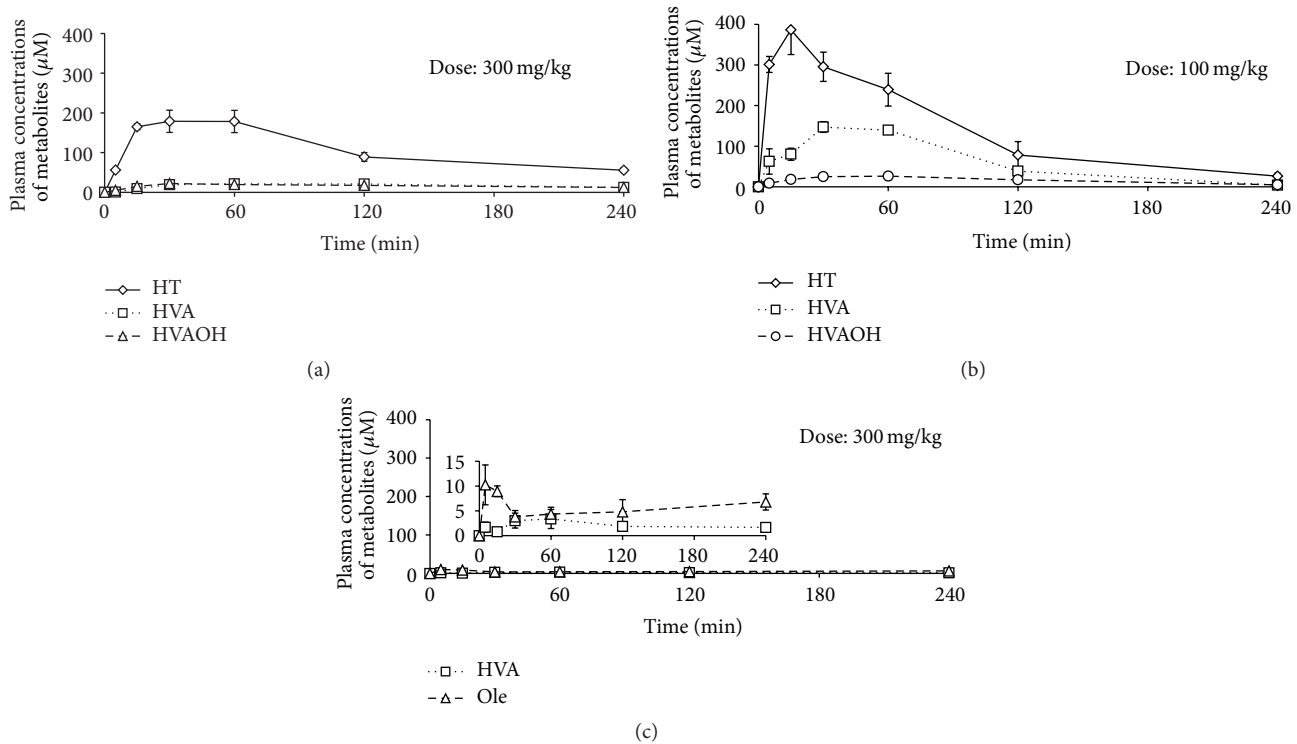 Plasma concentrations
of metabolites (μM)
400
300
200
100
0
0
60
120
180
240
Time (min)
Dose: 300 mg/kg
HT
HVA
HVAOH
(a)
Plasma concentrations
of metabolites (μM)
400
300
200
100
0
0
60
120
180
240
Time (min)
Dose: 100 mg/kg
HT
HVA
HVAOH
(b)
Plasma concentrations
of metabolites (μM)
400
300
200
100
0
0
60
120
180
240
Time (min)
Dose: 300 mg/kg
15
10
5
0
0
60
120
180
240
HVA
Ole
(c)